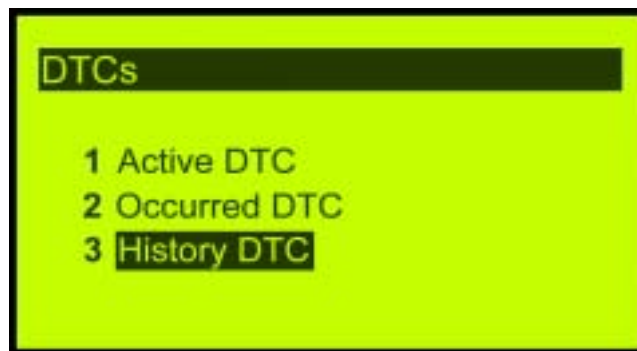 DTCs
1 Active DTC
2 Occurred DTC
3 History DTC